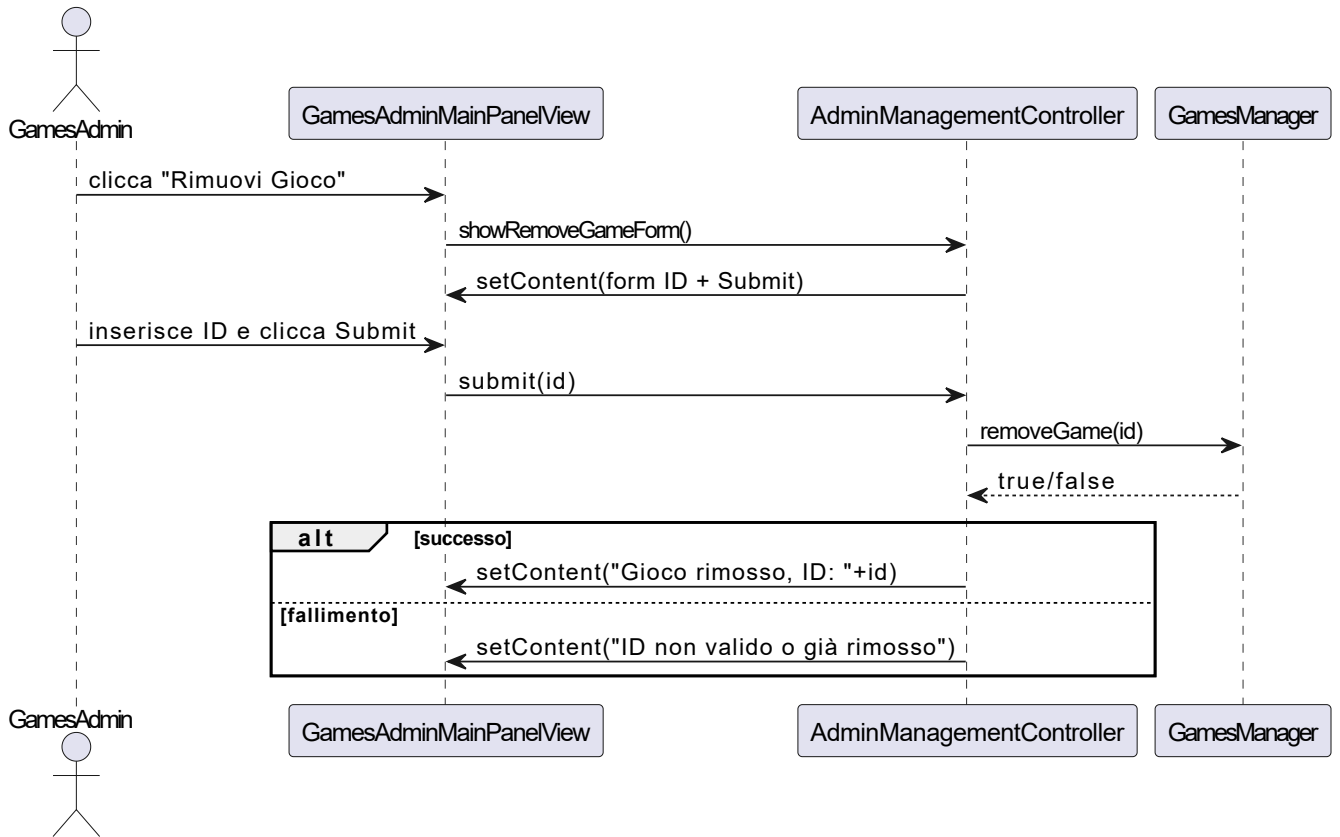 GamesAdmin
GamesAdminMainPanelView
AdminManagementController
GamesManager
clicca "Rimuovi Gioco"
showRemoveGameForm()
setContent(form ID + Submit)
inserisce ID e clicca Submit
submit(id)
removeGame(id)
true/false
alt
[successo]
setContent("Gioco rimosso, ID: "+id)
[fallimento]
setContent("ID non valido o già rimosso")
GamesAdmin
GamesAdminMainPanelView
AdminManagementController
GamesManager